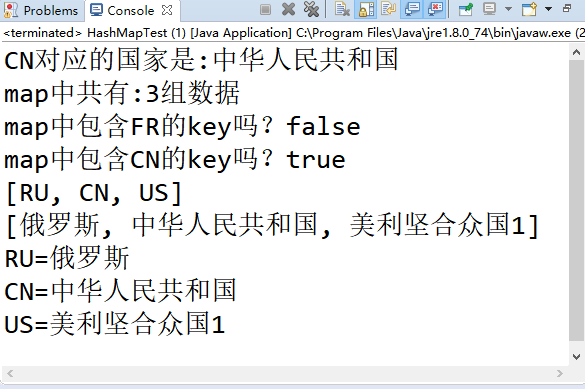 Problems Console
<terminated> HashMapTest (1) [Java Application] C:\Program Files\Java\jre1.8.0_74\bin\javaw.exe (2
CN对应的国家是:中华人民共和国
map中共有:3组数据
map中包含FR的key吗？false
map中包含CN的key吗？true
[RU, CN, US]
[俄罗斯, 中华人民共和国, 美利坚合众国1]
RU=俄罗斯
CN=中华人民共和国
US=美利坚合众国1